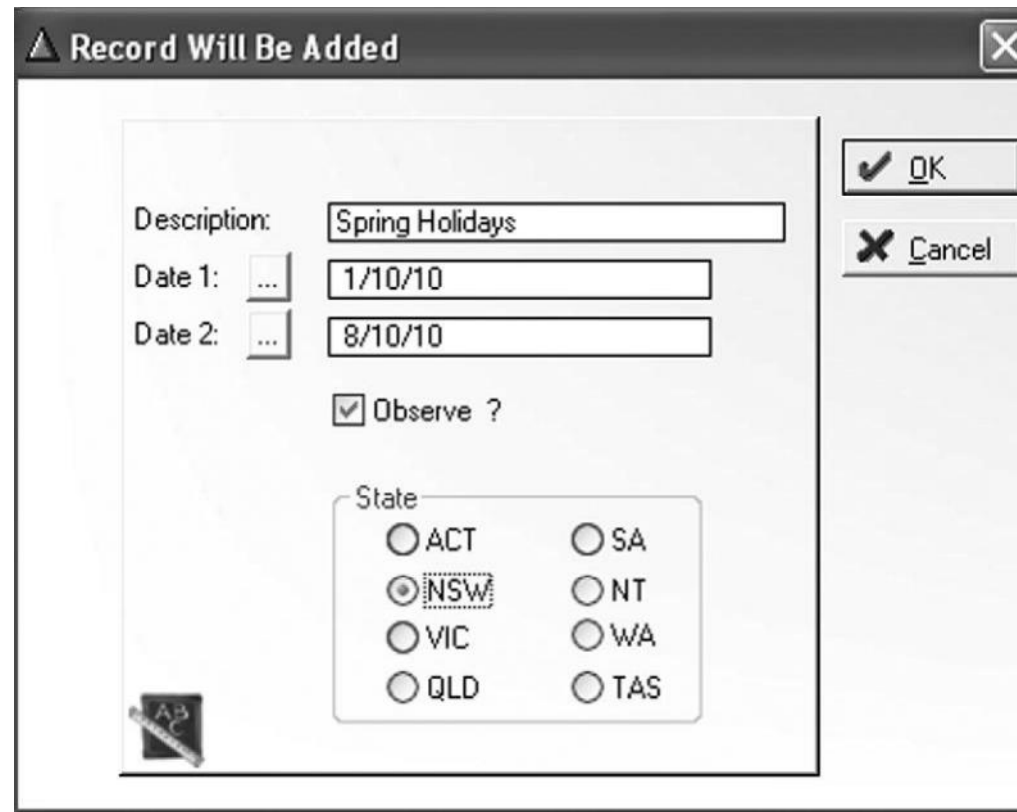 Record Will Be Added
OK
Cancel
Description: Spring Holidays
Date 1: ... 1/10/10
Date 2: ... 8/10/10
Observe ?
State
ACT SA
NSW NT
VIC WA
QLD TAS
ABC